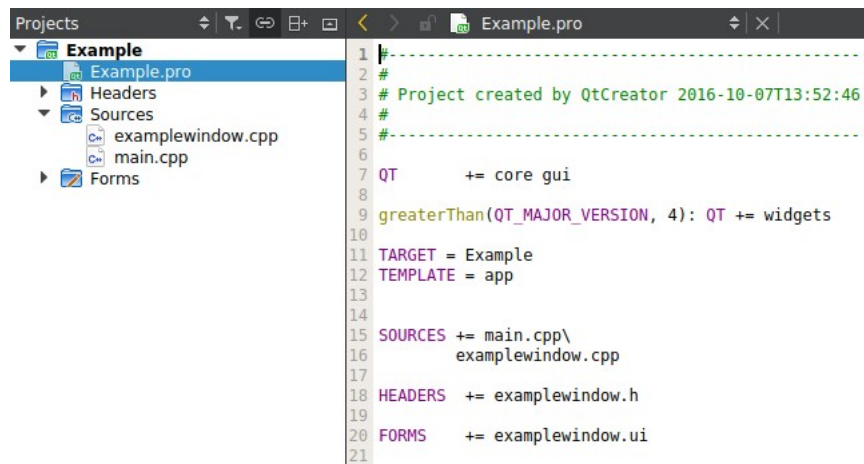 Projects
Example
Example.pro
Headers
Sources
examplewindow.cpp
main.cpp
Forms
Example.pro
1 #------------------------------------------------
2 #
3 # Project created by QtCreator 2016-10-07T13:52:46
4 #
5 #------------------------------------------------
6
7 QT       += core gui
8
9 greaterThan(QT_MAJOR_VERSION, 4): QT += widgets
10
11 TARGET = Example
12 TEMPLATE = app
13
14
15 SOURCES += main.cpp\
16         examplewindow.cpp
17
18 HEADERS  += examplewindow.h
19
20 FORMS    += examplewindow.ui
21